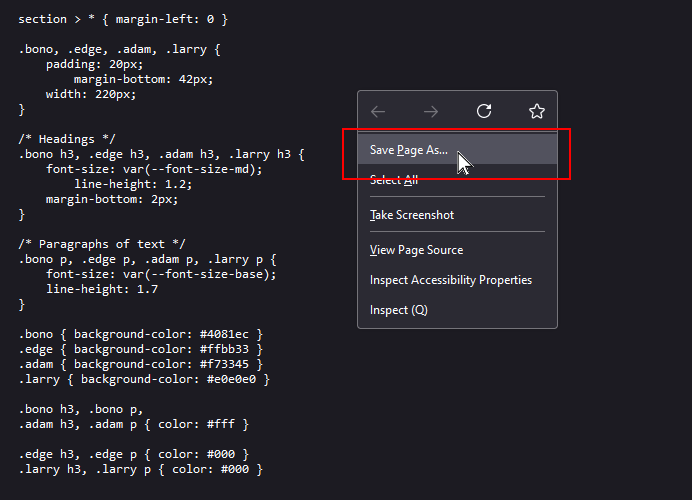 section > * { margin-left: 0 }

.bono, .edge, .adam, .larry {
    padding: 20px;
        margin-bottom: 42px;
    width: 220px;
}

/* Headings */
.bono h3, .edge h3, .adam h3, .larry h3 {
    font-size: var(--font-size-md);
        line-height: 1.2;
    margin-bottom: 2px;
}

/* Paragraphs of text */
.bono p, .edge p, .adam p, .larry p {
    font-size: var(--font-size-base);
    line-height: 1.7
}

.bono { background-color: #4081ec }
.edge { background-color: #ffbb33 }
.adam { background-color: #f73345 }
.larry { background-color: #e0e0e0 }

.bono h3, .bono p,
.adam h3, .adam p { color: #fff }

.edge h3, .edge p { color: #000 }
.larry h3, .larry p { color: #000 }

Save Page As...
Select All
Take Screenshot
View Page Source
Inspect Accessibility Properties
Inspect (Q)